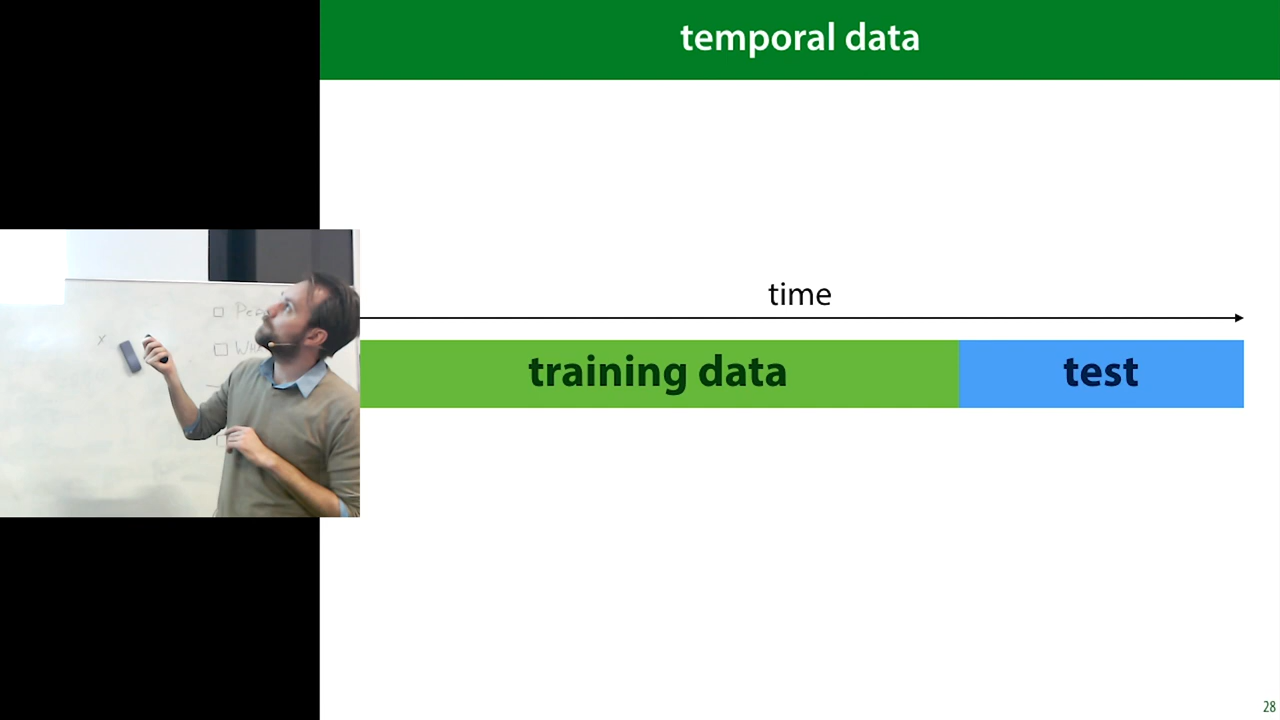 temporal data
time
training data
test
x
28